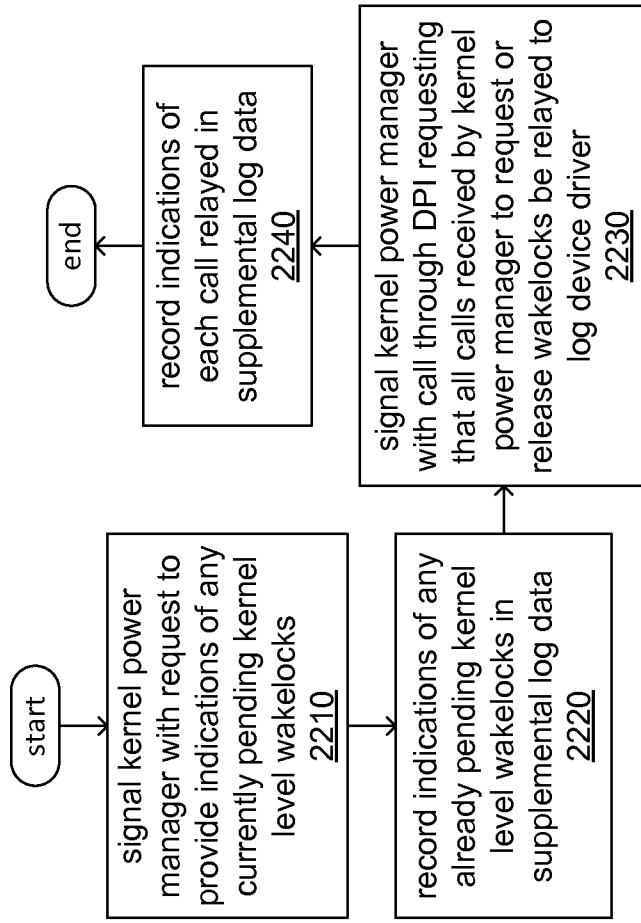 start
signal kernel power
manager with request to
provide indications of any
currently pending kernel
level wakelocks
2210
record indications of any
already pending kernel
level wakelocks in
supplemental log data
2220
signal kernel power manager
with call through DPI requesting
that all calls received by kernel
power manager to request or
release wakelocks be relayed to
log device driver
2230
record indications of
each call relayed in
supplemental log data
2240
end